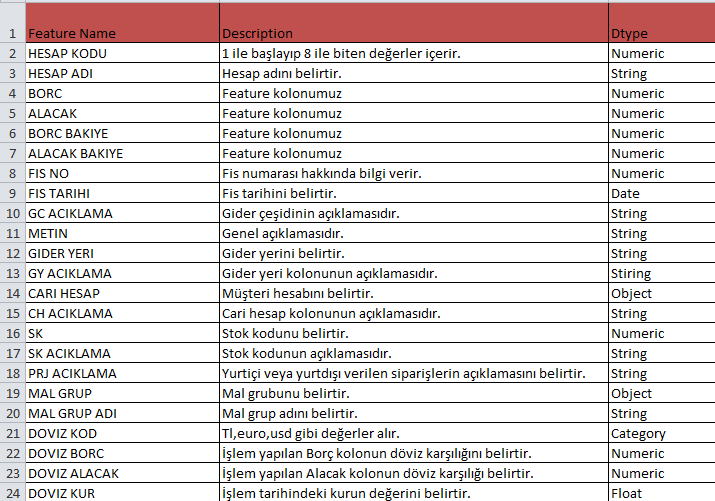 1 Feature Name Description Dtype
2 HESAP KODU 1 ile başlayıp 8 ile biten değerler içerir. Numeric
3 HESAP ADI Hesap adını belirtir. String
4 BORC Feature kolonumuz Numeric
5 ALACAK Feature kolonumuz Numeric
6 BORC BAKIYE Feature kolonumuz Numeric
7 ALACAK BAKIYE Feature kolonumuz Numeric
8 FIS NO Fis numarası hakkında bilgi verir. Numeric
9 FIS TARIHI Fis tarihini belirtir. Date
10 GC ACIKLAMA Gider çeşidinin açıklamasıdır. String
11 METIN Genel açıklamasıdır. String
12 GIDER YERI Gider yerini belirtir. String
13 GY ACIKLAMA Gider yeri kolonunun açıklamasıdır. Stiring
14 CARI HESAP Müşteri hesabını belirtir. Object
15 CH ACIKLAMA Cari hesap kolonunun açıklamasıdır. String
16 SK Stok kodunu belirtir. Numeric
17 SK ACIKLAMA Stok kodunun açıklamasıdır. String
18 PRJ ACIKLAMA Yurtiçi veya yurtdışı verilen siparişlerin açıklamasını belirtir. String
19 MAL GRUP Mal grubunu belirtir. Object
20 MAL GRUP ADI Mal grup adını belirtir. String
21 DOVIZ KOD Tl,euro,usd gibi değerler alır. Category
22 DOVIZ BORC İşlem yapılan Borç kolonun döviz karşılığını belirtir. Numeric
23 DOVIZ ALACAK İşlem yapılan Alacak kolonun döviz karşılığı belirtir. Numeric
24 DOVIZ KUR İşlem tarihindeki kurun değerini belirtir. Float